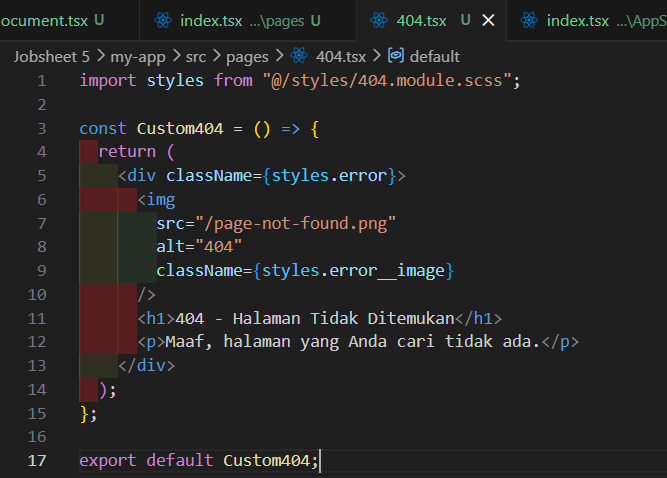 ocument.tsx U index.tsx ...\pages U 404.tsx U index.tsx ...\AppS
Jobsheet 5 > my-app > src > pages > 404.tsx > default
1 import styles from "@/styles/404.module.scss";
2
3 const Custom404 = () => {
4   return (
5     <div className={styles.error}>
6       <img
7         src="/page-not-found.png"
8         alt="404"
9         className={styles.error__image}
10       />
11       <h1>404 - Halaman Tidak Ditemukan</h1>
12       <p>Maaf, halaman yang Anda cari tidak ada.</p>
13     </div>
14   );
15 };
16
17 export default Custom404;